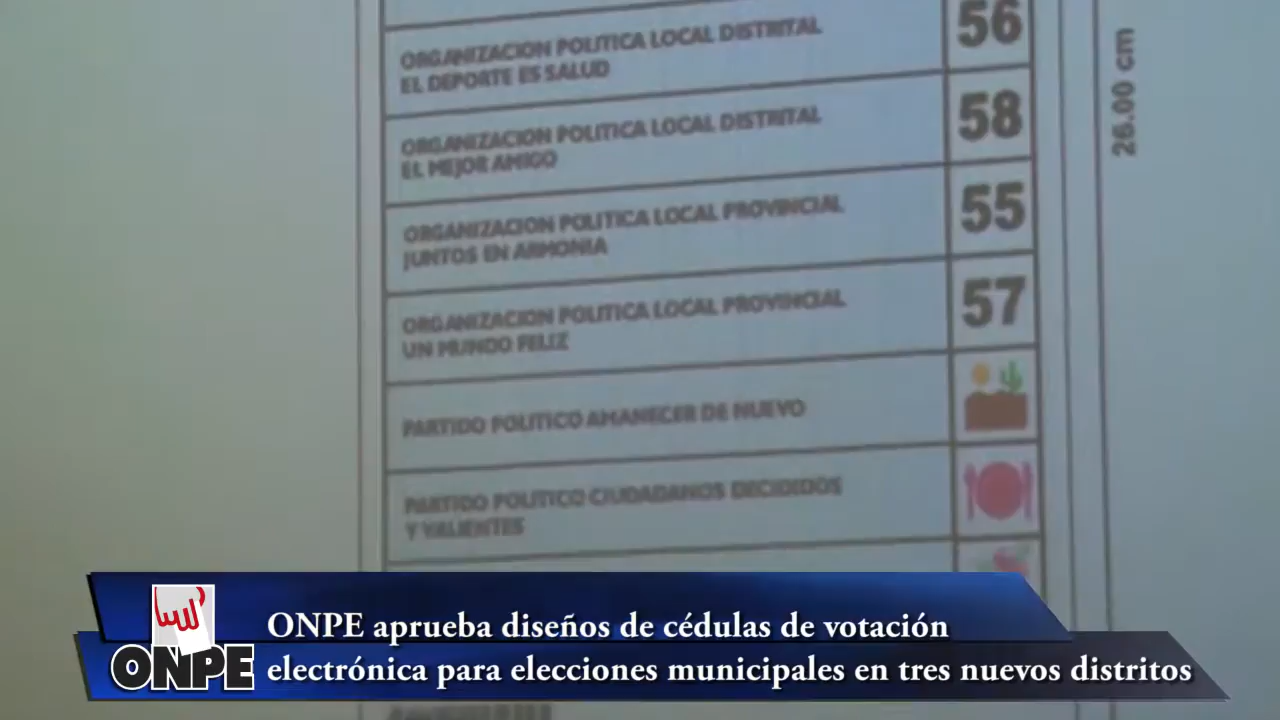 ORGANIZACION POLITICA LOCAL DISTRITAL
EL DEPORTE ES SALUD
56
ORGANIZACION POLITICA LOCAL DISTRITAL
EL MEJOR AMIGO
58
ORGANIZACION POLITICA LOCAL PROVINCIAL
JUNTOS EN ARMONIA
55
ORGANIZACION POLITICA LOCAL PROVINCIAL
UN MUNDO FELIZ
57
PARTIDO POLITICO AMANECER DE NUEVO
PARTIDO POLITICO CIUDADANOS DECIDIDOS
Y VALIENTES
26.00 cm
ONPE
ONPE aprueba diseños de cédulas de votación
electrónica para elecciones municipales en tres nuevos distritos